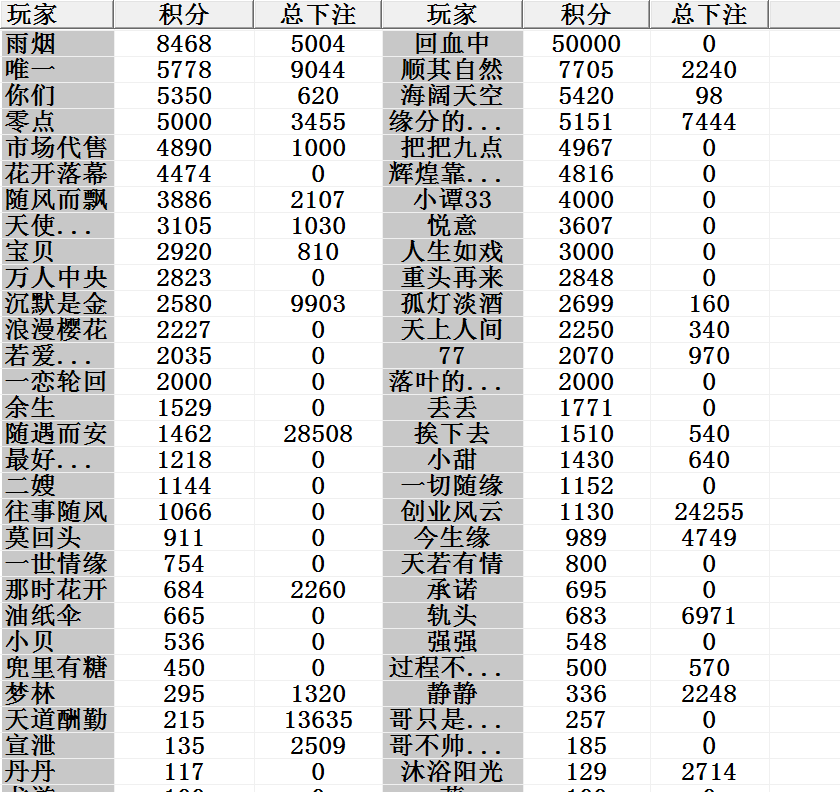 玩家 积分 总下注 玩家 积分 总下注
雨烟 8468 5004 回血中 50000 0
唯一 5778 9044 顺其自然 7705 2240
你们 5350 620 海阔天空 5420 98
零点 5000 3455 缘分的... 5151 7444
市场代售 4890 1000 把把九点 4967 0
花开落幕 4474 0 辉煌靠... 4816 0
随风而飘 3886 2107 小谭33 4000 0
天使... 3105 1030 悦意 3607 0
宝贝 2920 810 人生如戏 3000 0
万人中央 2823 0 重头再来 2848 0
沉默是金 2580 9903 孤灯淡酒 2699 160
浪漫樱花 2227 0 天上人间 2250 340
若爱... 2035 0 77 2070 970
一恋轮回 2000 0 落叶的... 2000 0
余生 1529 0 丢丢 1771 0
随遇而安 1462 28508 挨下去 1510 540
最好... 1218 0 小甜 1430 640
二嫂 1144 0 一切随缘 1152 0
往事随风 1066 0 创业风云 1130 24255
莫回头 911 0 今生缘 989 4749
一世情缘 754 0 天若有情 800 0
那时花开 684 2260 承诺 695 0
油纸伞 665 0 轨头 683 6971
小贝 536 0 强强 548 0
兜里有糖 450 0 过程不... 500 570
梦林 295 1320 静静 336 2248
天道酬勤 215 13635 哥只是... 257 0
宣泄 135 2509 哥不帅... 185 0
丹丹 117 0 沐浴阳光 129 2714